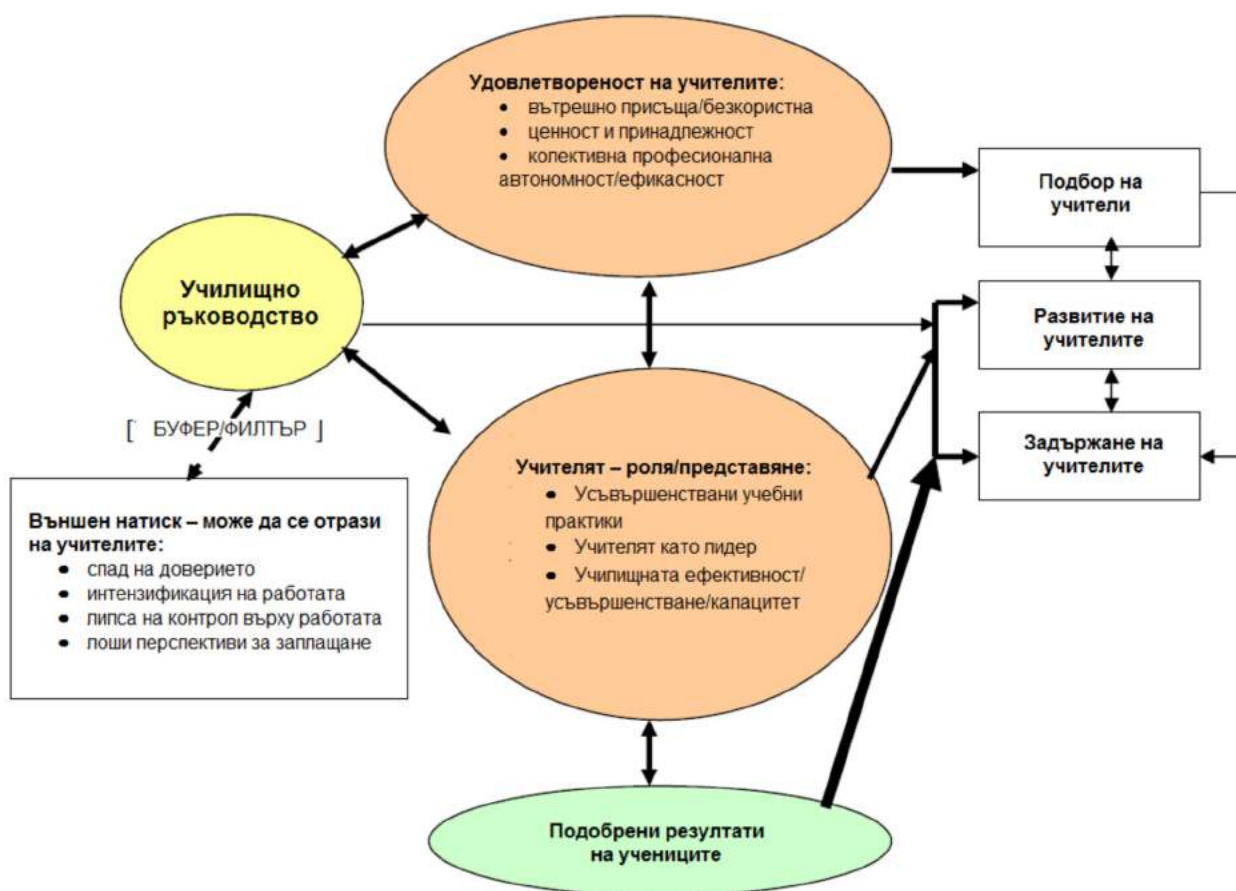 Удовлетвореност на учителите:
• вътрешно присъща/безкористна
• ценност и принадлежност
• колективна професионална
автономност/ефикасност
Подбор на
учители
Училищно
ръководство
Развитие на
учителите
[ БУФЕР/ФИЛТЪР ]
Задържане на
учителите
Учителят – роля/представяне:
• Усъвършенствани учебни
практики
• Учителят като лидер
• Училищната ефективност/
усъвършенстване/капацитет
Външен натиск – може да се отрази
на учителите:
• спад на доверието
• интензификация на работата
• липса на контрол върху работата
• лоши перспективи за заплащане
Подобрени резултати
на учениците